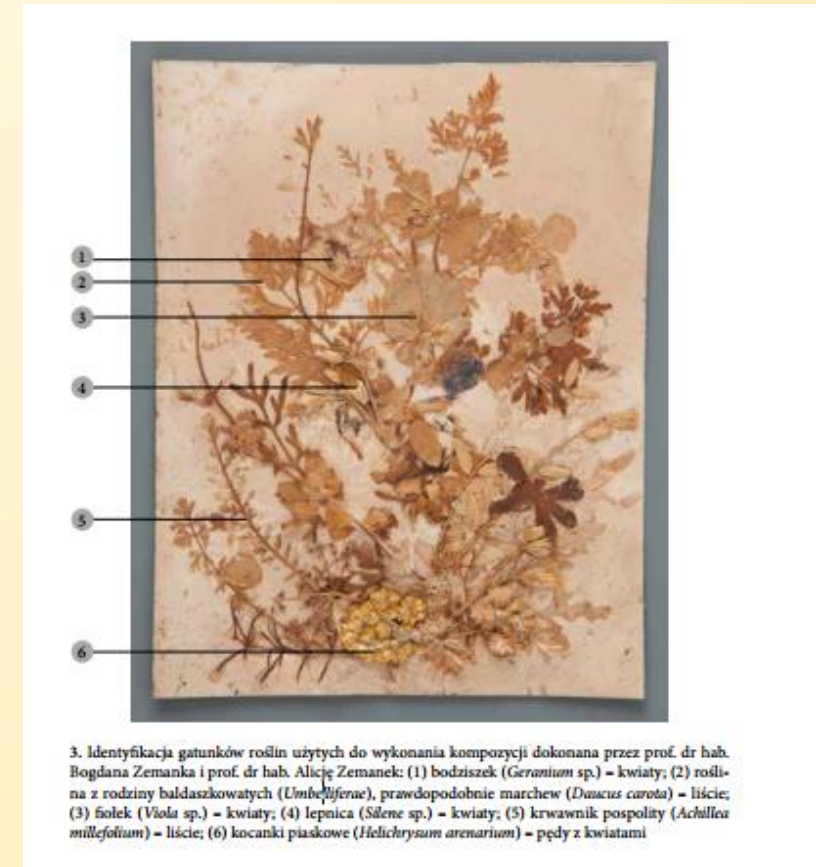 1
2
3
4
5
6
3. Identyfikacja gatunków roślin użytych do wykonania kompozycji dokonana przez prof. dr hab.
Bogdana Zemanka i prof. dr hab. Alicję Zemanek: (1) bodziszek (Geranium sp.) – kwiaty; (2) rośli-
na z rodziny baldaszkowatych (Umbelliferae), prawdopodobnie marchew (Daucus carota) – liście;
(3) fiołek (Viola sp.) – kwiaty; (4) lepnica (Silene sp.) – kwiaty; (5) krwawnik pospolity (Achillea
millefolium) – liście; (6) kocanki piaskowe (Helichrysum arenarium) – pędy z kwiatami